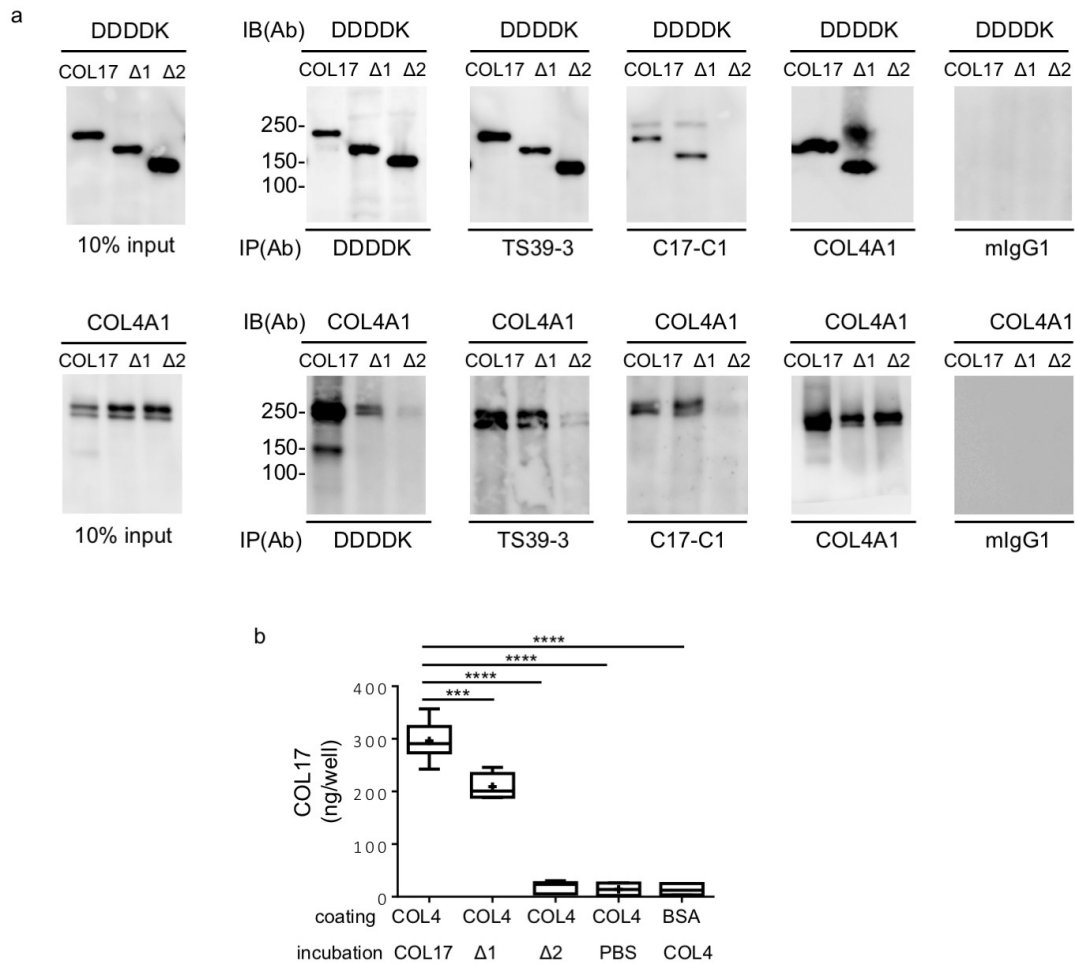 a
DDDDK IB(Ab) DDDDK DDDDK DDDDK DDDDK DDDDK
COL17 Δ1 Δ2 COL17 Δ1 Δ2 COL17 Δ1 Δ2 COL17 Δ1 Δ2 COL17 Δ1 Δ2 COL17 Δ1 Δ2
250-
150-
100-
10% input IP(Ab) DDDDK TS39-3 C17-C1 COL4A1 mIgG1
COL4A1 IB(Ab) COL4A1 COL4A1 COL4A1 COL4A1 COL4A1
COL17 Δ1 Δ2 COL17 Δ1 Δ2 COL17 Δ1 Δ2 COL17 Δ1 Δ2 COL17 Δ1 Δ2 COL17 Δ1 Δ2
250-
150-
100-
10% input IP(Ab) DDDDK TS39-3 C17-C1 COL4A1 mIgG1
b
****
****
****
***
COL17
(ng/well)
400
300
200
100
0
coating COL4 COL4 COL4 COL4 BSA
incubation COL17 Δ1 Δ2 PBS COL4